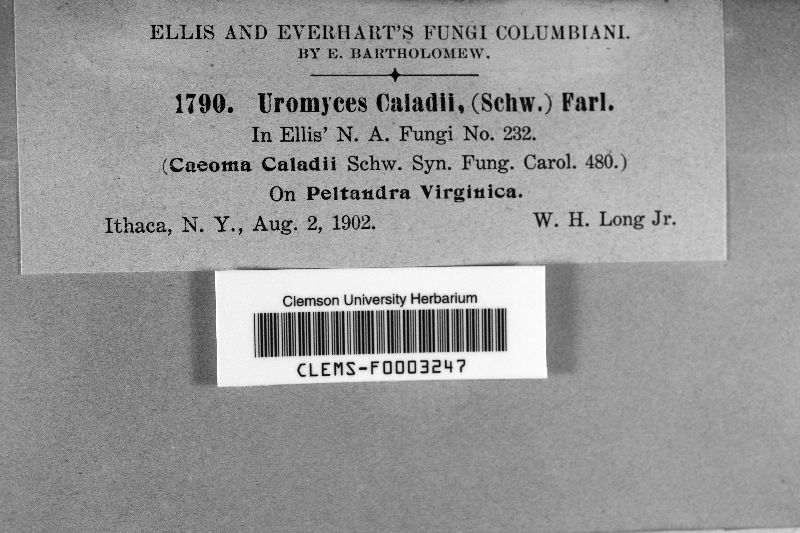 ELLIS AND EVERHART'S FUNGI COLUMBIANI.
BY E. BARTHOLOMEW.
1790. Uromyces Caladii, (Schw.) Farl.
In Ellis' N. A. Fungi No. 232.
(Caeoma Caladii Schw. Syn. Fung. Carol. 480.)
On Peltandra Virginica.
Ithaca, N. Y., Aug. 2, 1902. W. H. Long Jr.
Clemson University Herbarium
CLEMS-F0003247